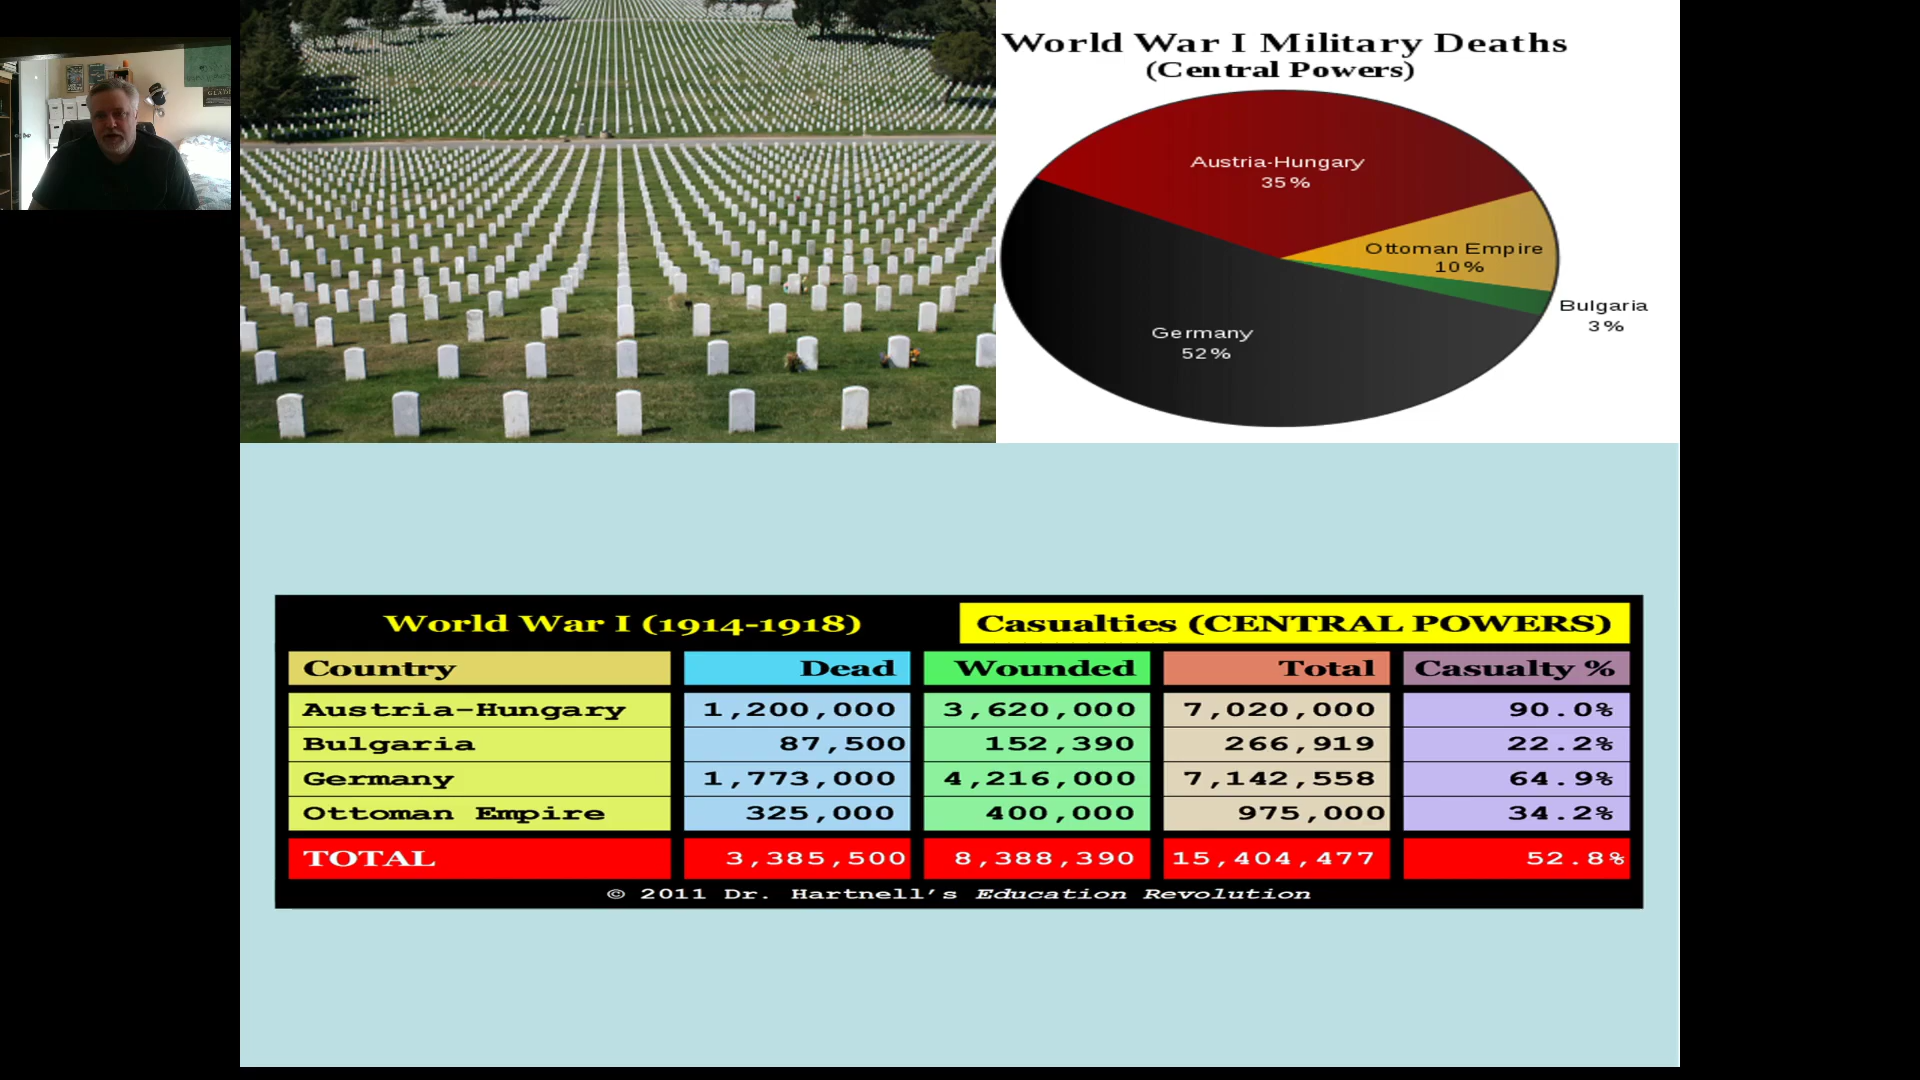 World War I Military Deaths
(Central Powers)
Austria-Hungary
35%
Ottoman Empire
10%
Bulgaria
3%
Germany
52%
World War I (1914-1918) Casualties (CENTRAL POWERS)
Country Dead Wounded Total Casualty %
Austria-Hungary 1,200,000 3,620,000 7,020,000 90.0%
Bulgaria 87,500 152,390 266,919 22.2%
Germany 1,773,000 4,216,000 7,142,558 64.9%
Ottoman Empire 325,000 400,000 975,000 34.2%
TOTAL 3,385,500 8,388,390 15,404,477 52.8%
© 2011 Dr. Hartnell’s Education Revolution